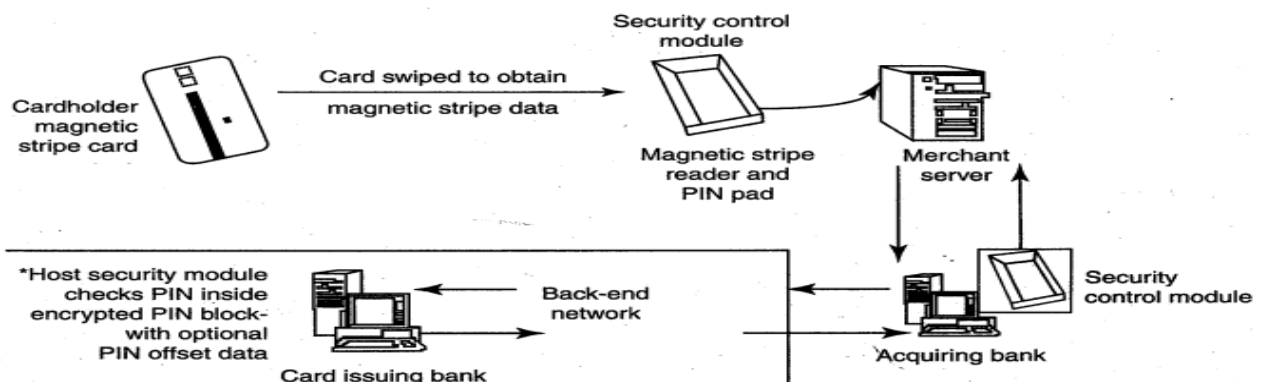 Security control
module
Card swiped to obtain
magnetic stripe data
Cardholder
magnetic
stripe card
Magnetic stripe
reader and
PIN pad
Merchant
server
*Host security module
checks PIN inside
encrypted PIN block-
with optional
PIN offset data
Back-end
network
Security
control module
Acquiring bank
Card issuing bank